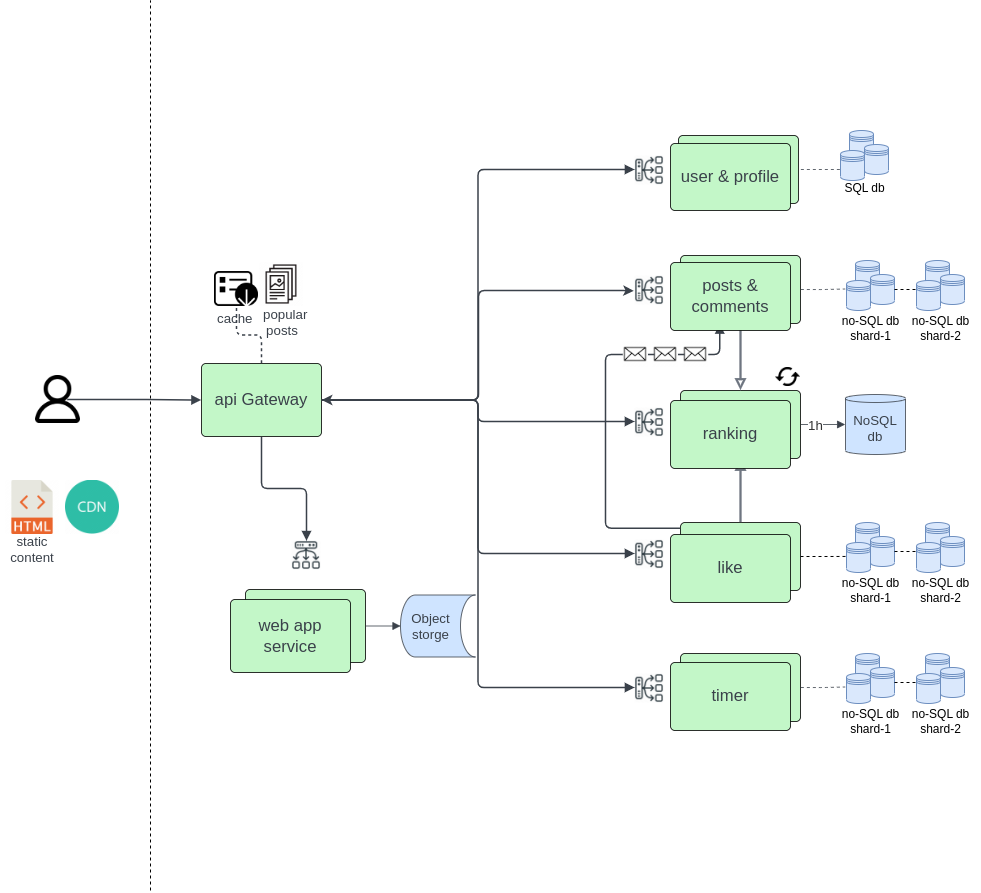 user & profile
SQL db
posts &
comments
no-SQL db
shard-1
no-SQL db
shard-2
cache
popular
posts
api Gateway
ranking
1h
NoSQL
db
CDN
HTML
static
content
like
no-SQL db
shard-1
no-SQL db
shard-2
web app
service
Object
storge
timer
no-SQL db
shard-1
no-SQL db
shard-2